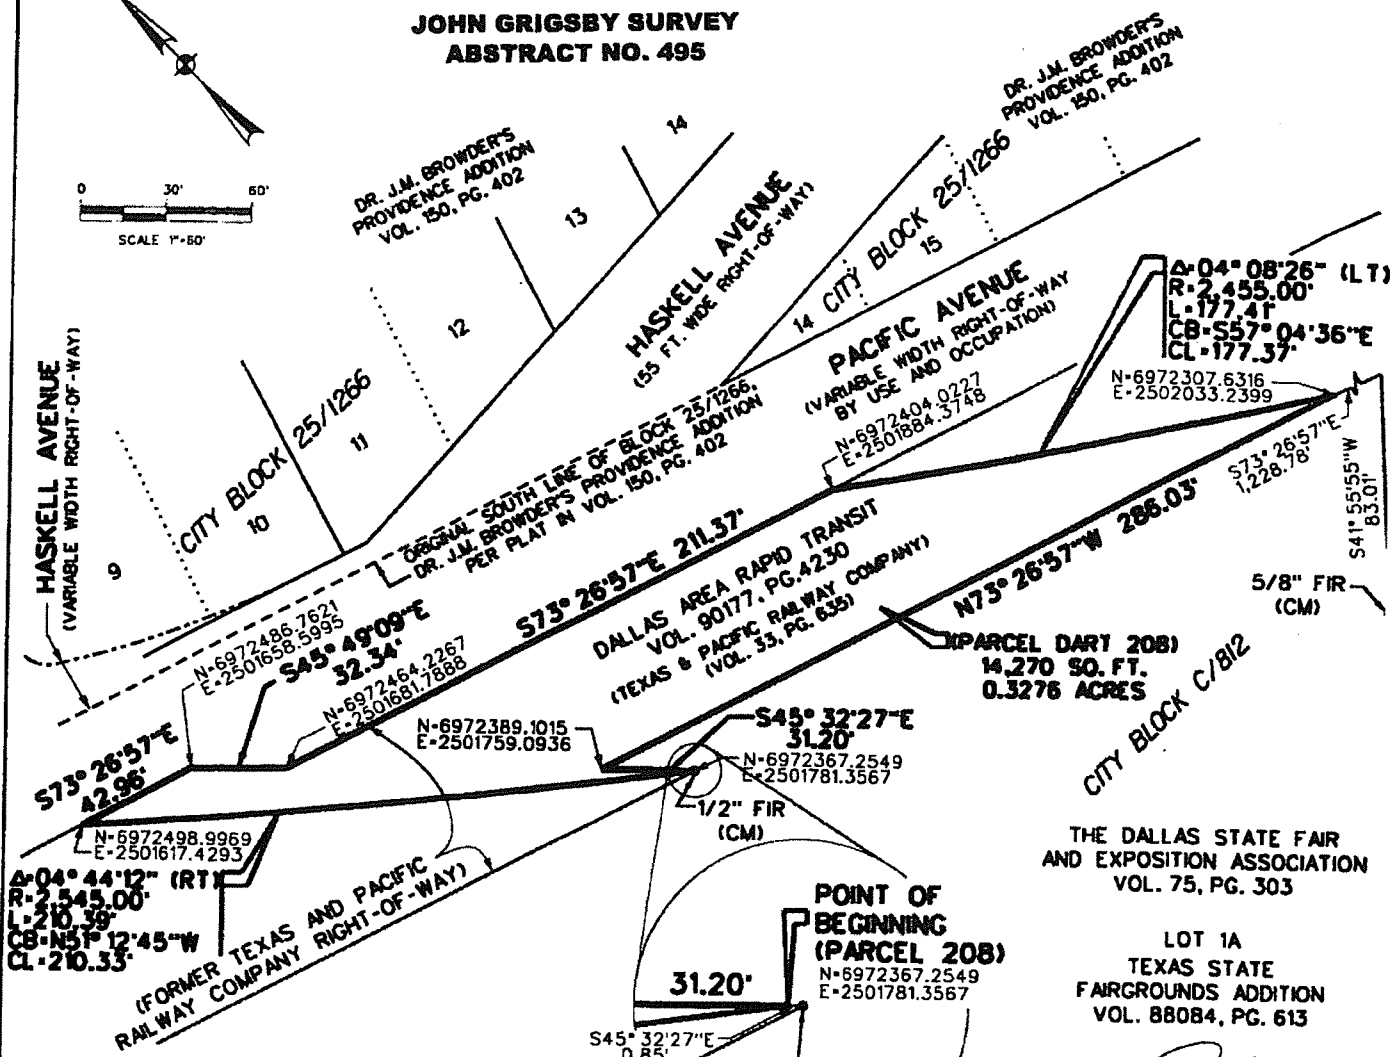 JOHN GRIGSBY SURVEY
ABSTRACT NO. 495
0 30' 60'
SCALE 1"=60'
DR. J.M. BROWDER'S
PROVIDENCE ADDITION
VOL. 150, PG. 402
14
13
12
11
10
9
CITY BLOCK 25/1266
HASKELL AVENUE
(55 FT. WIDE RIGHT-OF-WAY)
DR. J.M. BROWDER'S
PROVIDENCE ADDITION
VOL. 150, PG. 402
CITY BLOCK 25/1266
14
15
PACIFIC AVENUE
(VARIABLE WIDTH RIGHT-OF-WAY
BY USE AND OCCUPATION)
Δ=04° 08'26" (LT)
R=2,455.00'
L=177.41'
CB=S57° 04'36"E
CL=177.37'
N=6972307.6316
E=2502033.2399
N=6972404.0227
E=2501884.3748
HASKELL AVENUE
(VARIABLE WIDTH RIGHT-OF-WAY)
ORIGINAL SOUTH LINE OF BLOCK 25/1266,
DR. J.M. BROWDER'S PROVIDENCE ADDITION
PER PLAT IN VOL. 150, PG. 402
S73° 26'57"E
1,228.78'
S41° 55'55"W
83.01'
5/8" FIR
(CM)
N=6972486.7621
E=2501658.5995
S45° 49'09"E
32.34'
N=6972464.2267
E=2501681.7888
S73° 26'57"E 211.37'
DALLAS AREA RAPID TRANSIT
VOL. 90177, PG.4230
(TEXAS & PACIFIC RAILWAY COMPANY)
(VOL. 33, PG. 635)
N73° 26'57"W 286.03'
(PARCEL DART 20B)
14,270 SQ. FT.
0.3276 ACRES
CITY BLOCK C/812
S73° 26'57"E
42.96'
N=6972389.1015
E=2501759.0936
S45° 32'27"E
31.20'
N=6972367.2549
E=2501781.3567
1/2" FIR
(CM)
N=6972498.9969
E=2501617.4293
Δ=04° 44'12" (RT)
R=2,545.00'
L=210.39'
CB=N51° 12'45"W
CL=210.33'
(FORMER TEXAS AND PACIFIC
RAILWAY COMPANY RIGHT-OF-WAY)
THE DALLAS STATE FAIR
AND EXPOSITION ASSOCIATION
VOL. 75, PG. 303
LOT 1A
TEXAS STATE
FAIRGROUNDS ADDITION
VOL. 88084, PG. 613
POINT OF
BEGINNING
(PARCEL 20B)
N=6972367.2549
E=2501781.3567
31.20'
S45° 32'27"E
0.85'